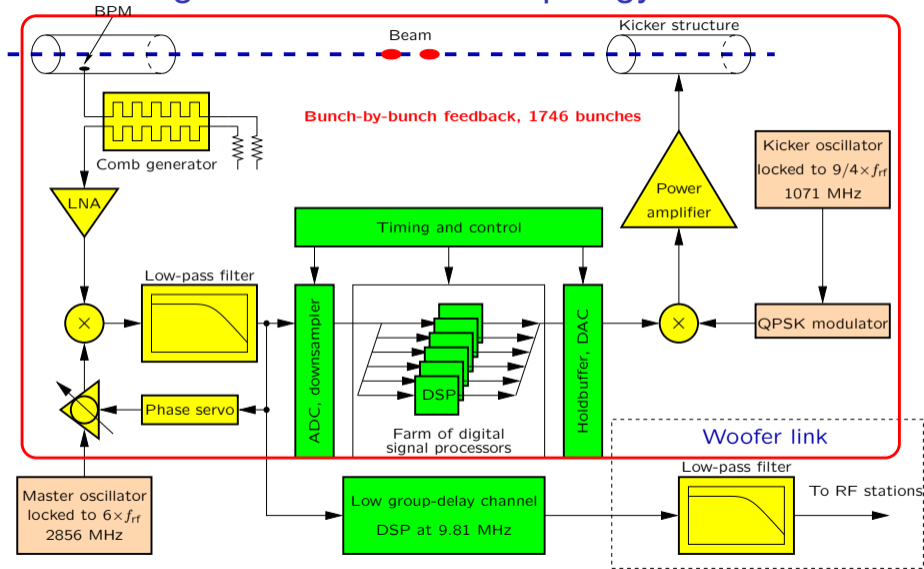 BPM
Beam
Kicker structure
Bunch-by-bunch feedback, 1746 bunches
Comb generator
Kicker oscillator
locked to 9/4×frf
1071 MHz
LNA
Power
amplifier
Timing and control
Low-pass filter
×
ADC, downsampler
DSP
Holdbuffer, DAC
×
QPSK modulator
Phase servo
Farm of digital
signal processors
Woofer link
Master oscillator
locked to 6×frf
2856 MHz
Low group-delay channel
DSP at 9.81 MHz
Low-pass filter
To RF stations